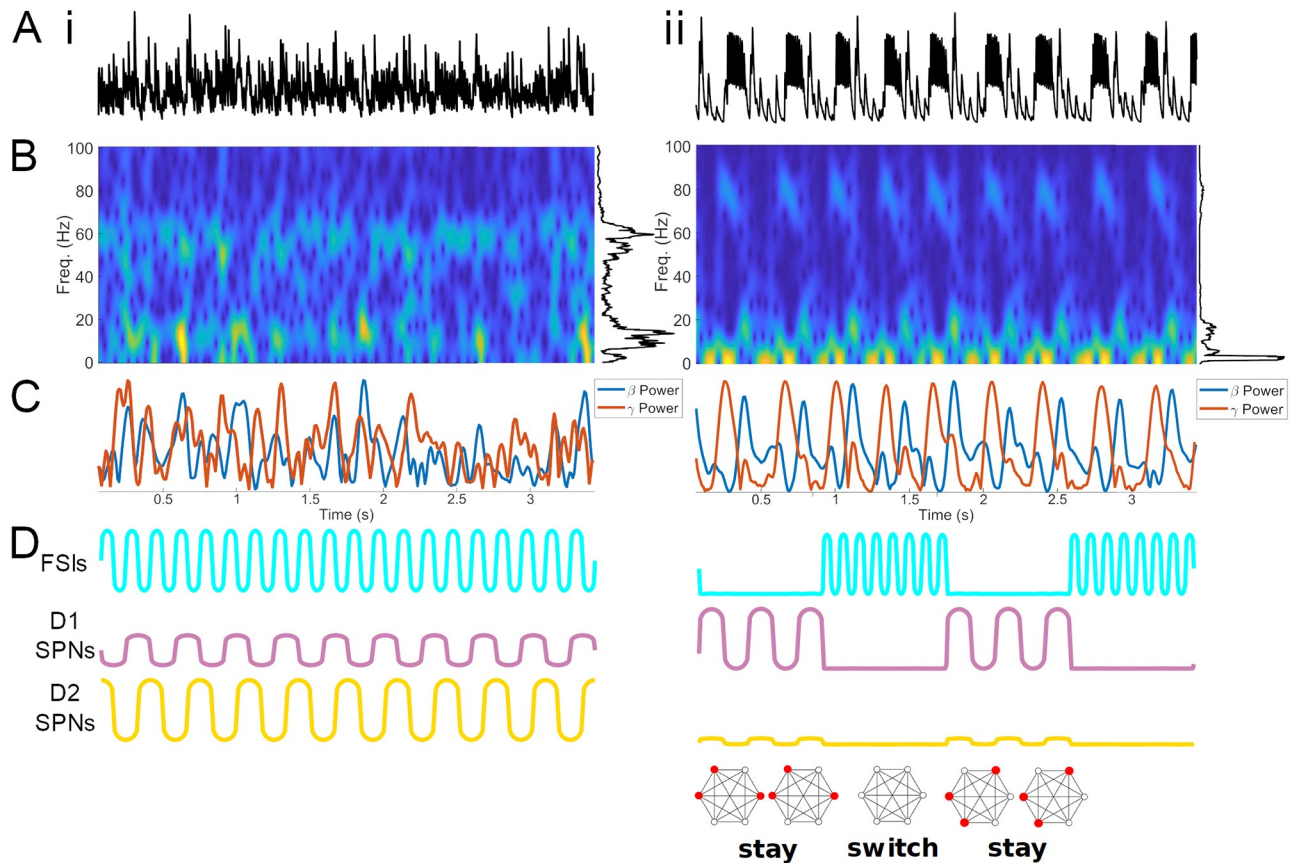 A i ii
B
100
80
60
40
20
0
Freq. (Hz)
100
80
60
40
20
0
Freq. (Hz)
C
β Power
γ Power
β Power
γ Power
0.5 1 1.5 2 2.5 3
Time (s)
0.5 1 1.5 2 2.5 3
Time (s)
D
FSIs
D1
SPNs
D2
SPNs
stay switch stay